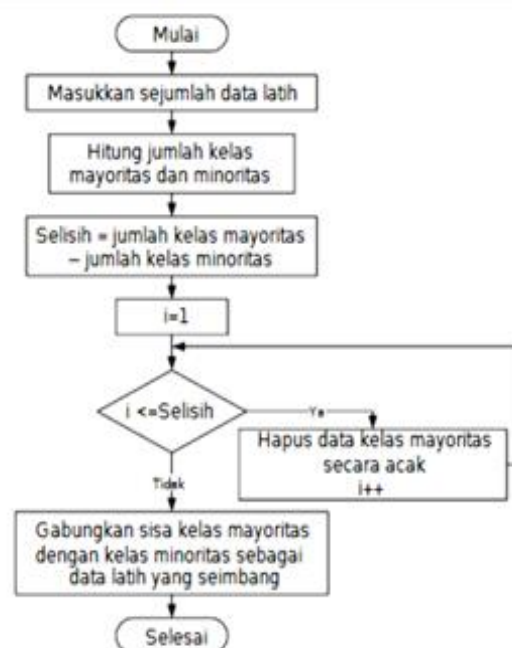 Mulai
Masukkan sejumlah data latih
Hitung jumlah kelas
mayoritas dan minoritas
Selisih = jumlah kelas mayoritas
– jumlah kelas minoritas
i=1
i <=Selisih
Ya
Hapus data kelas mayoritas
secara acak
i++
Tidak
Gabungkan sisa kelas mayoritas
dengan kelas minoritas sebagai
data latih yang seimbang
Selesai